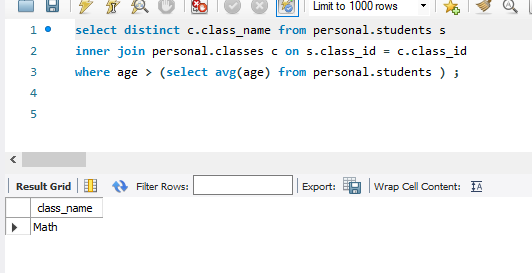 Limit to 1000 rows
1 select distinct c.class_name from personal.students s
2 inner join personal.classes c on s.class_id = c.class_id
3 where age > (select avg(age) from personal.students ) ;
4
5
Result Grid Filter Rows: Export: Wrap Cell Content: IA
class_name
Math